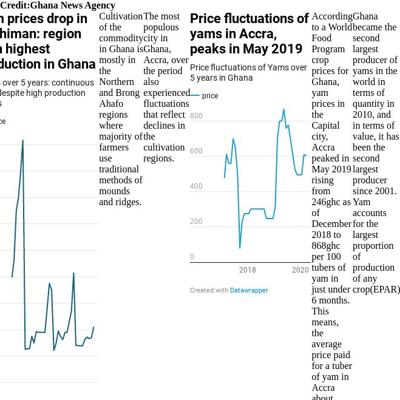 Credit:Ghana News Agency
prices drop in
himan: region
highest
duction in Ghana
over 5 years: continuous
despite high production
Cultivation
of the
commodity
in Ghana is
mostly in
the
Northern
and Brong
Ahafo
regions
where
majority of
farmers
use
traditional
methods of
mounds
and ridges.
The most
populous
city in
Ghana,
Accra, over
the period
also
experienced
fluctuations
that reflect
declines in
the
cultivation
regions.
Price fluctuations of
yams in Accra,
peaks in May 2019
Price fluctuations of Yams over
5 years in Ghana
price
800
600
400
200
0
2018
2020
Created with Datawrapper
According
to World
Food
Program
crop
prices for
Ghana,
yam
prices in
the
Capital
city,
Accra
peaked in
May 2019
rising
from
246ghc as
of
December
2018 to
868ghc
per 100
tubers of
yam in
just under
6 months.
This
means,
the
average
price paid
for a tuber
of yam in
Accra
about
Ghana
became the
second
largest
producer
of yams in
the world in
terms of
quantity in
2010, and
in terms of
value, it has
been the
second
largest
producer
since 2001.
Yam
accounts
for the
largest
proportion
of
production
of any
crop(EPAR)